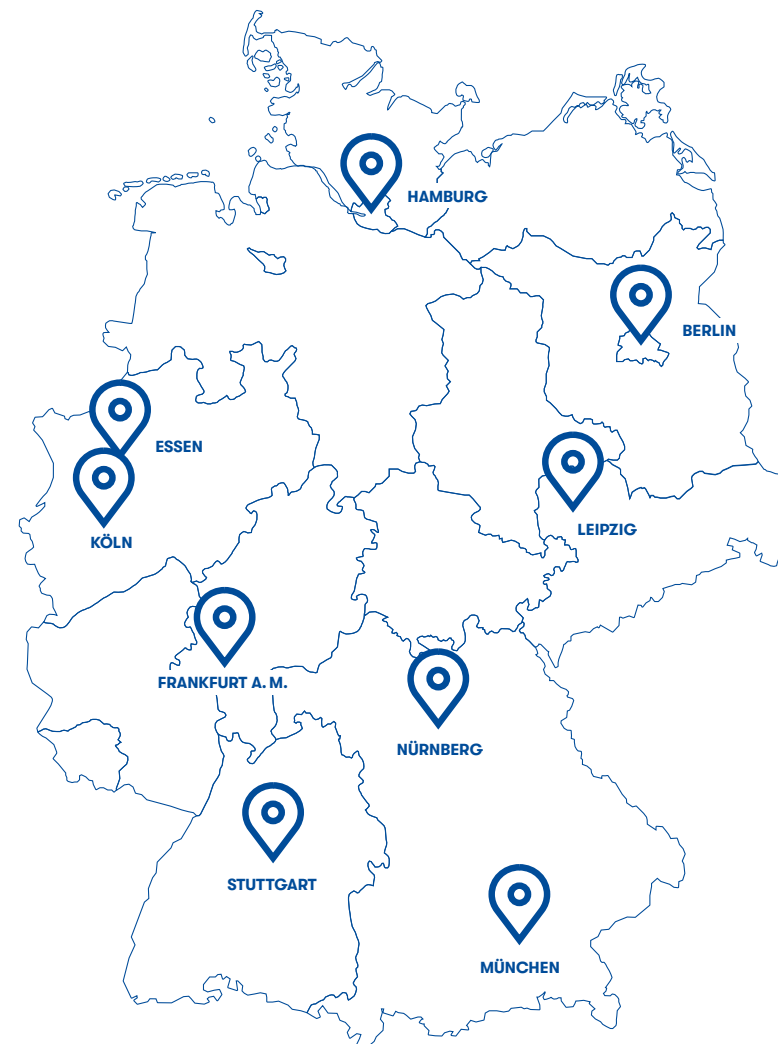 HAMBURG
BERLIN
ESSEN
LEIPZIG
KÖLN
FRANKFURT A. M.
NÜRNBERG
STUTTGART
MÜNCHEN